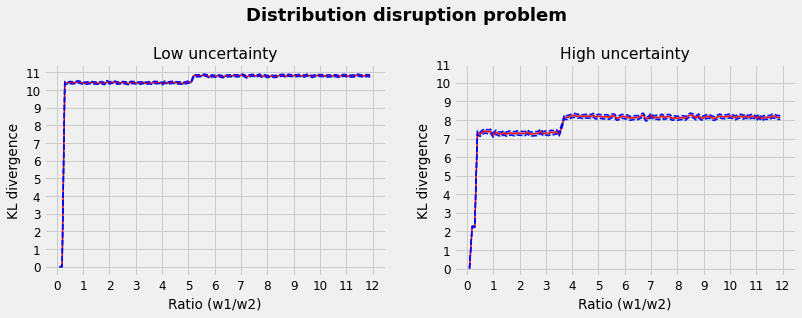 Distribution disruption problem
Low uncertainty
11
10
9
8
7
6
5
4
3
2
1
0
KL divergence
0 1 2 3 4 5 6 7 8 9 10 11 12
Ratio (w1/w2)
High uncertainty
11
10
9
8
7
6
5
4
3
2
1
0
KL divergence
0 1 2 3 4 5 6 7 8 9 10 11 12
Ratio (w1/w2)